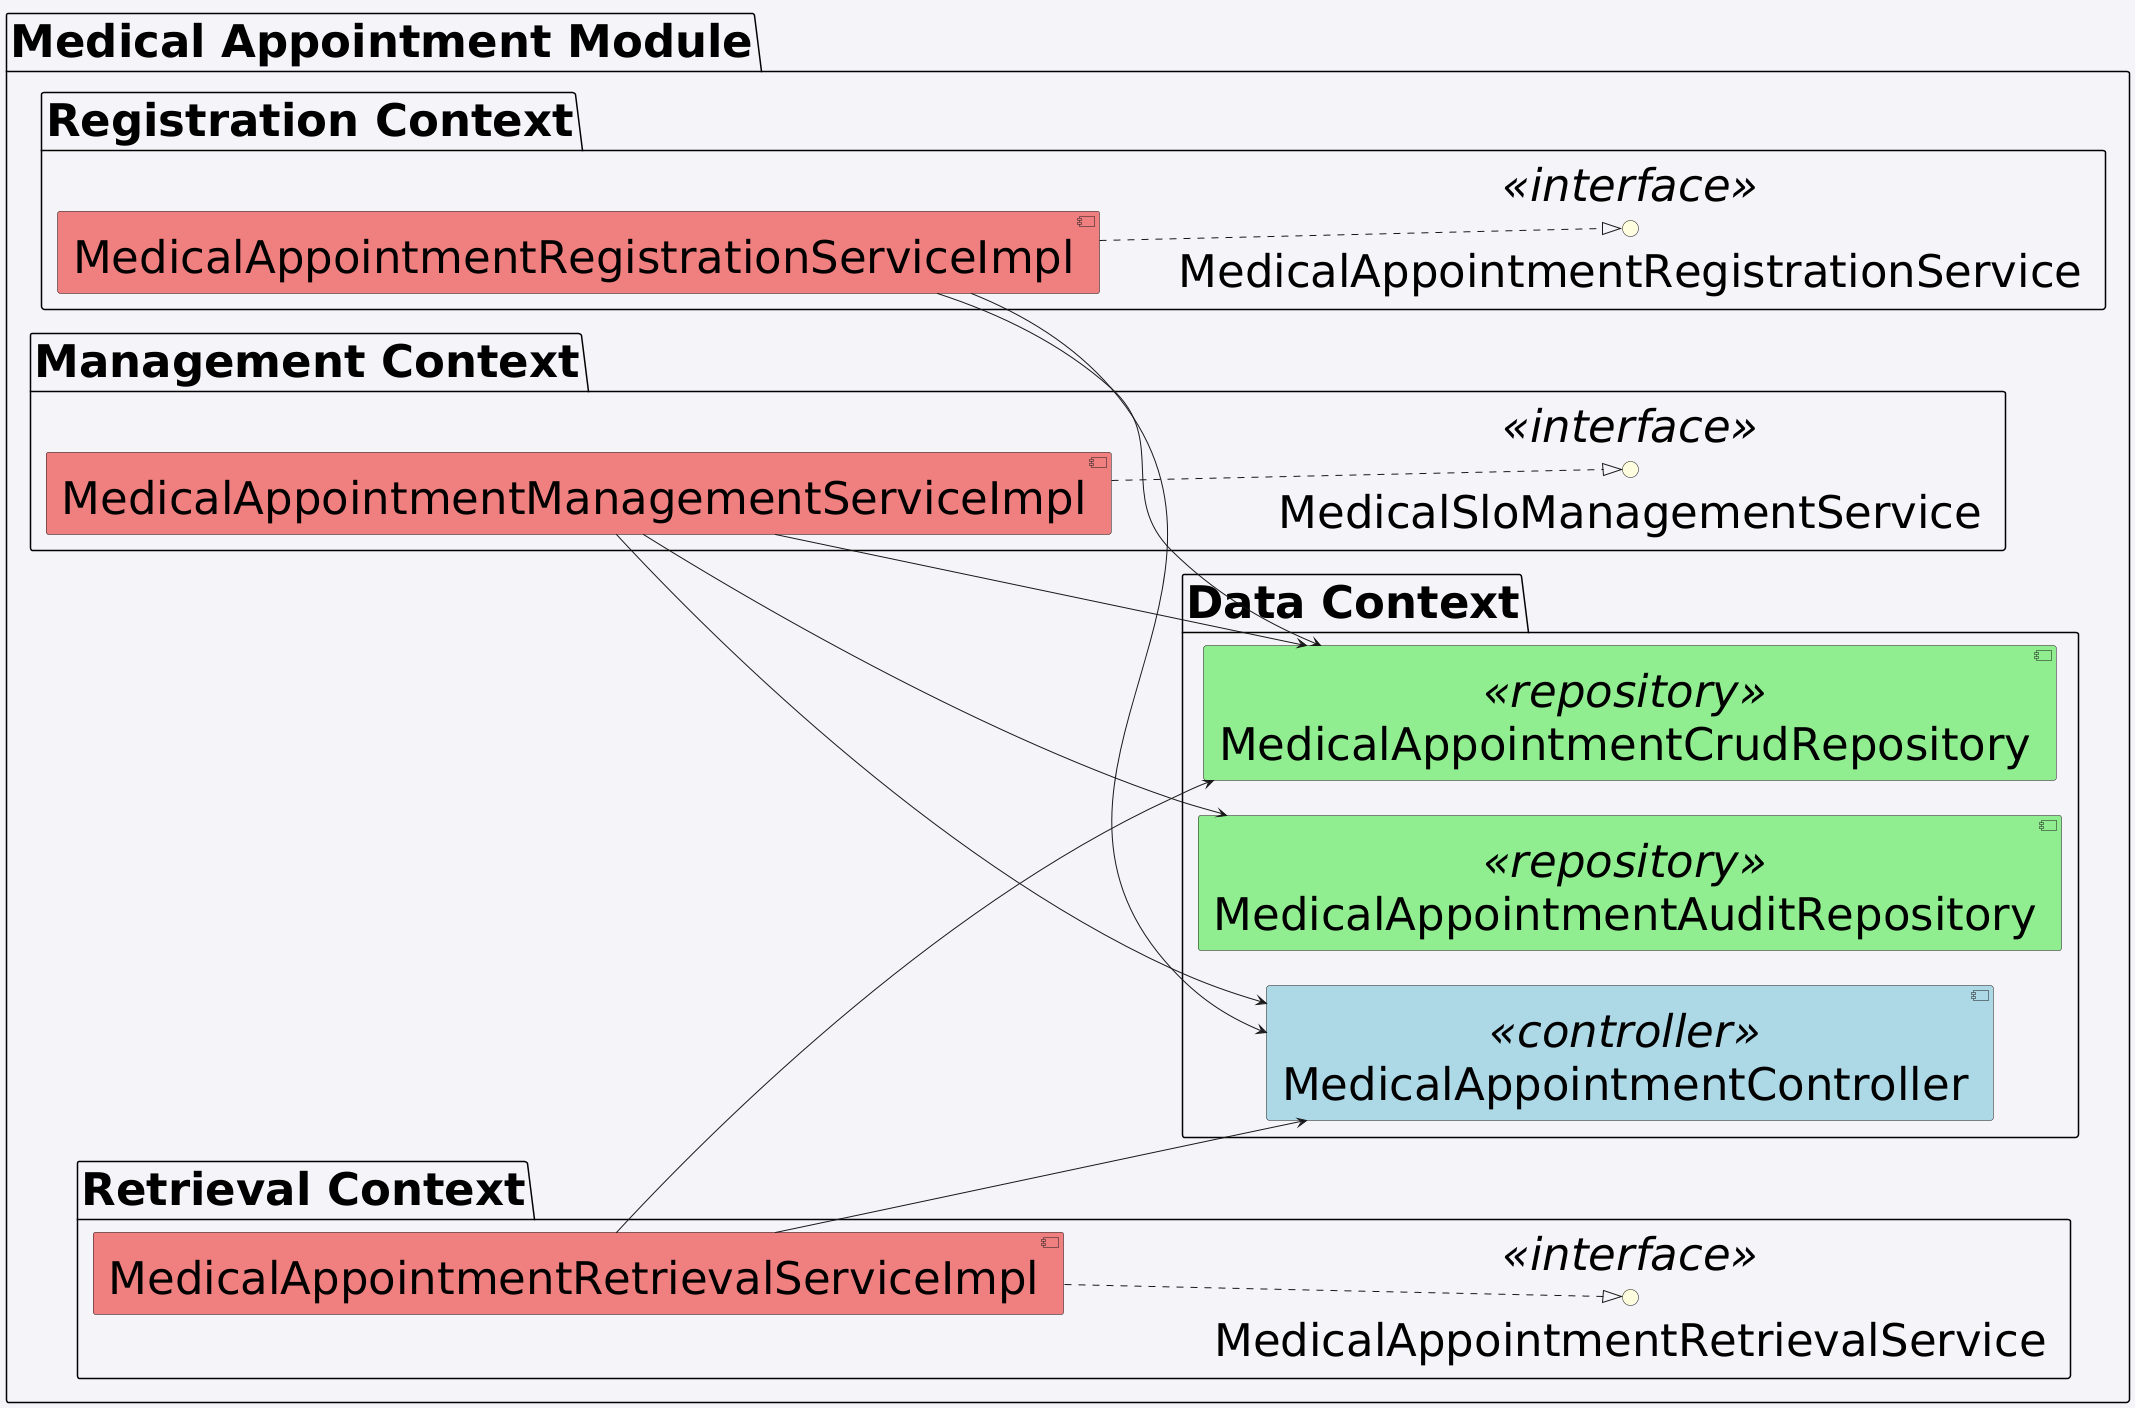 Medical Appointment Module
Registration Context
«interface»
MedicalAppointmentRegistrationServiceImpl
MedicalAppointmentRegistrationService
Management Context
«interface»
MedicalAppointmentManagementServiceImpl
MedicalSloManagementService
Data Context
«repository»
MedicalAppointmentCrudRepository
«repository»
MedicalAppointmentAuditRepository
«controller»
MedicalAppointmentController
Retrieval Context
«interface»
MedicalAppointmentRetrievalServiceImpl
MedicalAppointmentRetrievalService